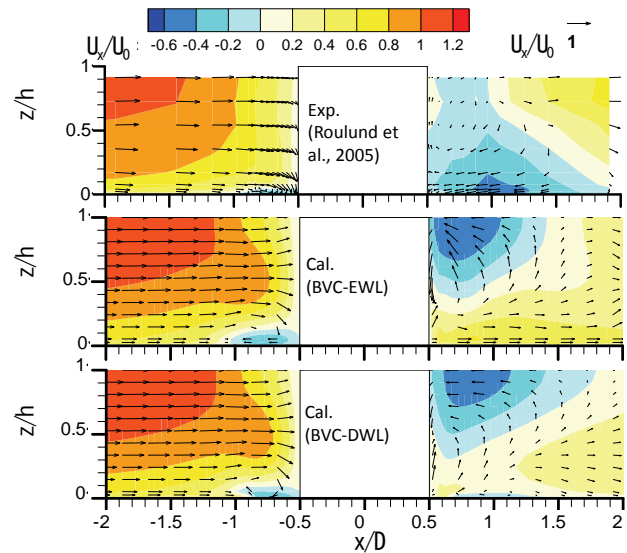 -0.6 -0.4 -0.2 0 0.2 0.4 0.6 0.8 1 1.2
Ux/U0 : Ux/U0 1
1
z/h
0.5
0
Exp.
(Roulund et
al., 2005)
1
z/h
0.5
0
Cal.
(BVC-EWL)
1
z/h
0.5
0
Cal.
(BVC-DWL)
-2 -1.5 -1 -0.5 0 0.5 1 1.5 2
x/D